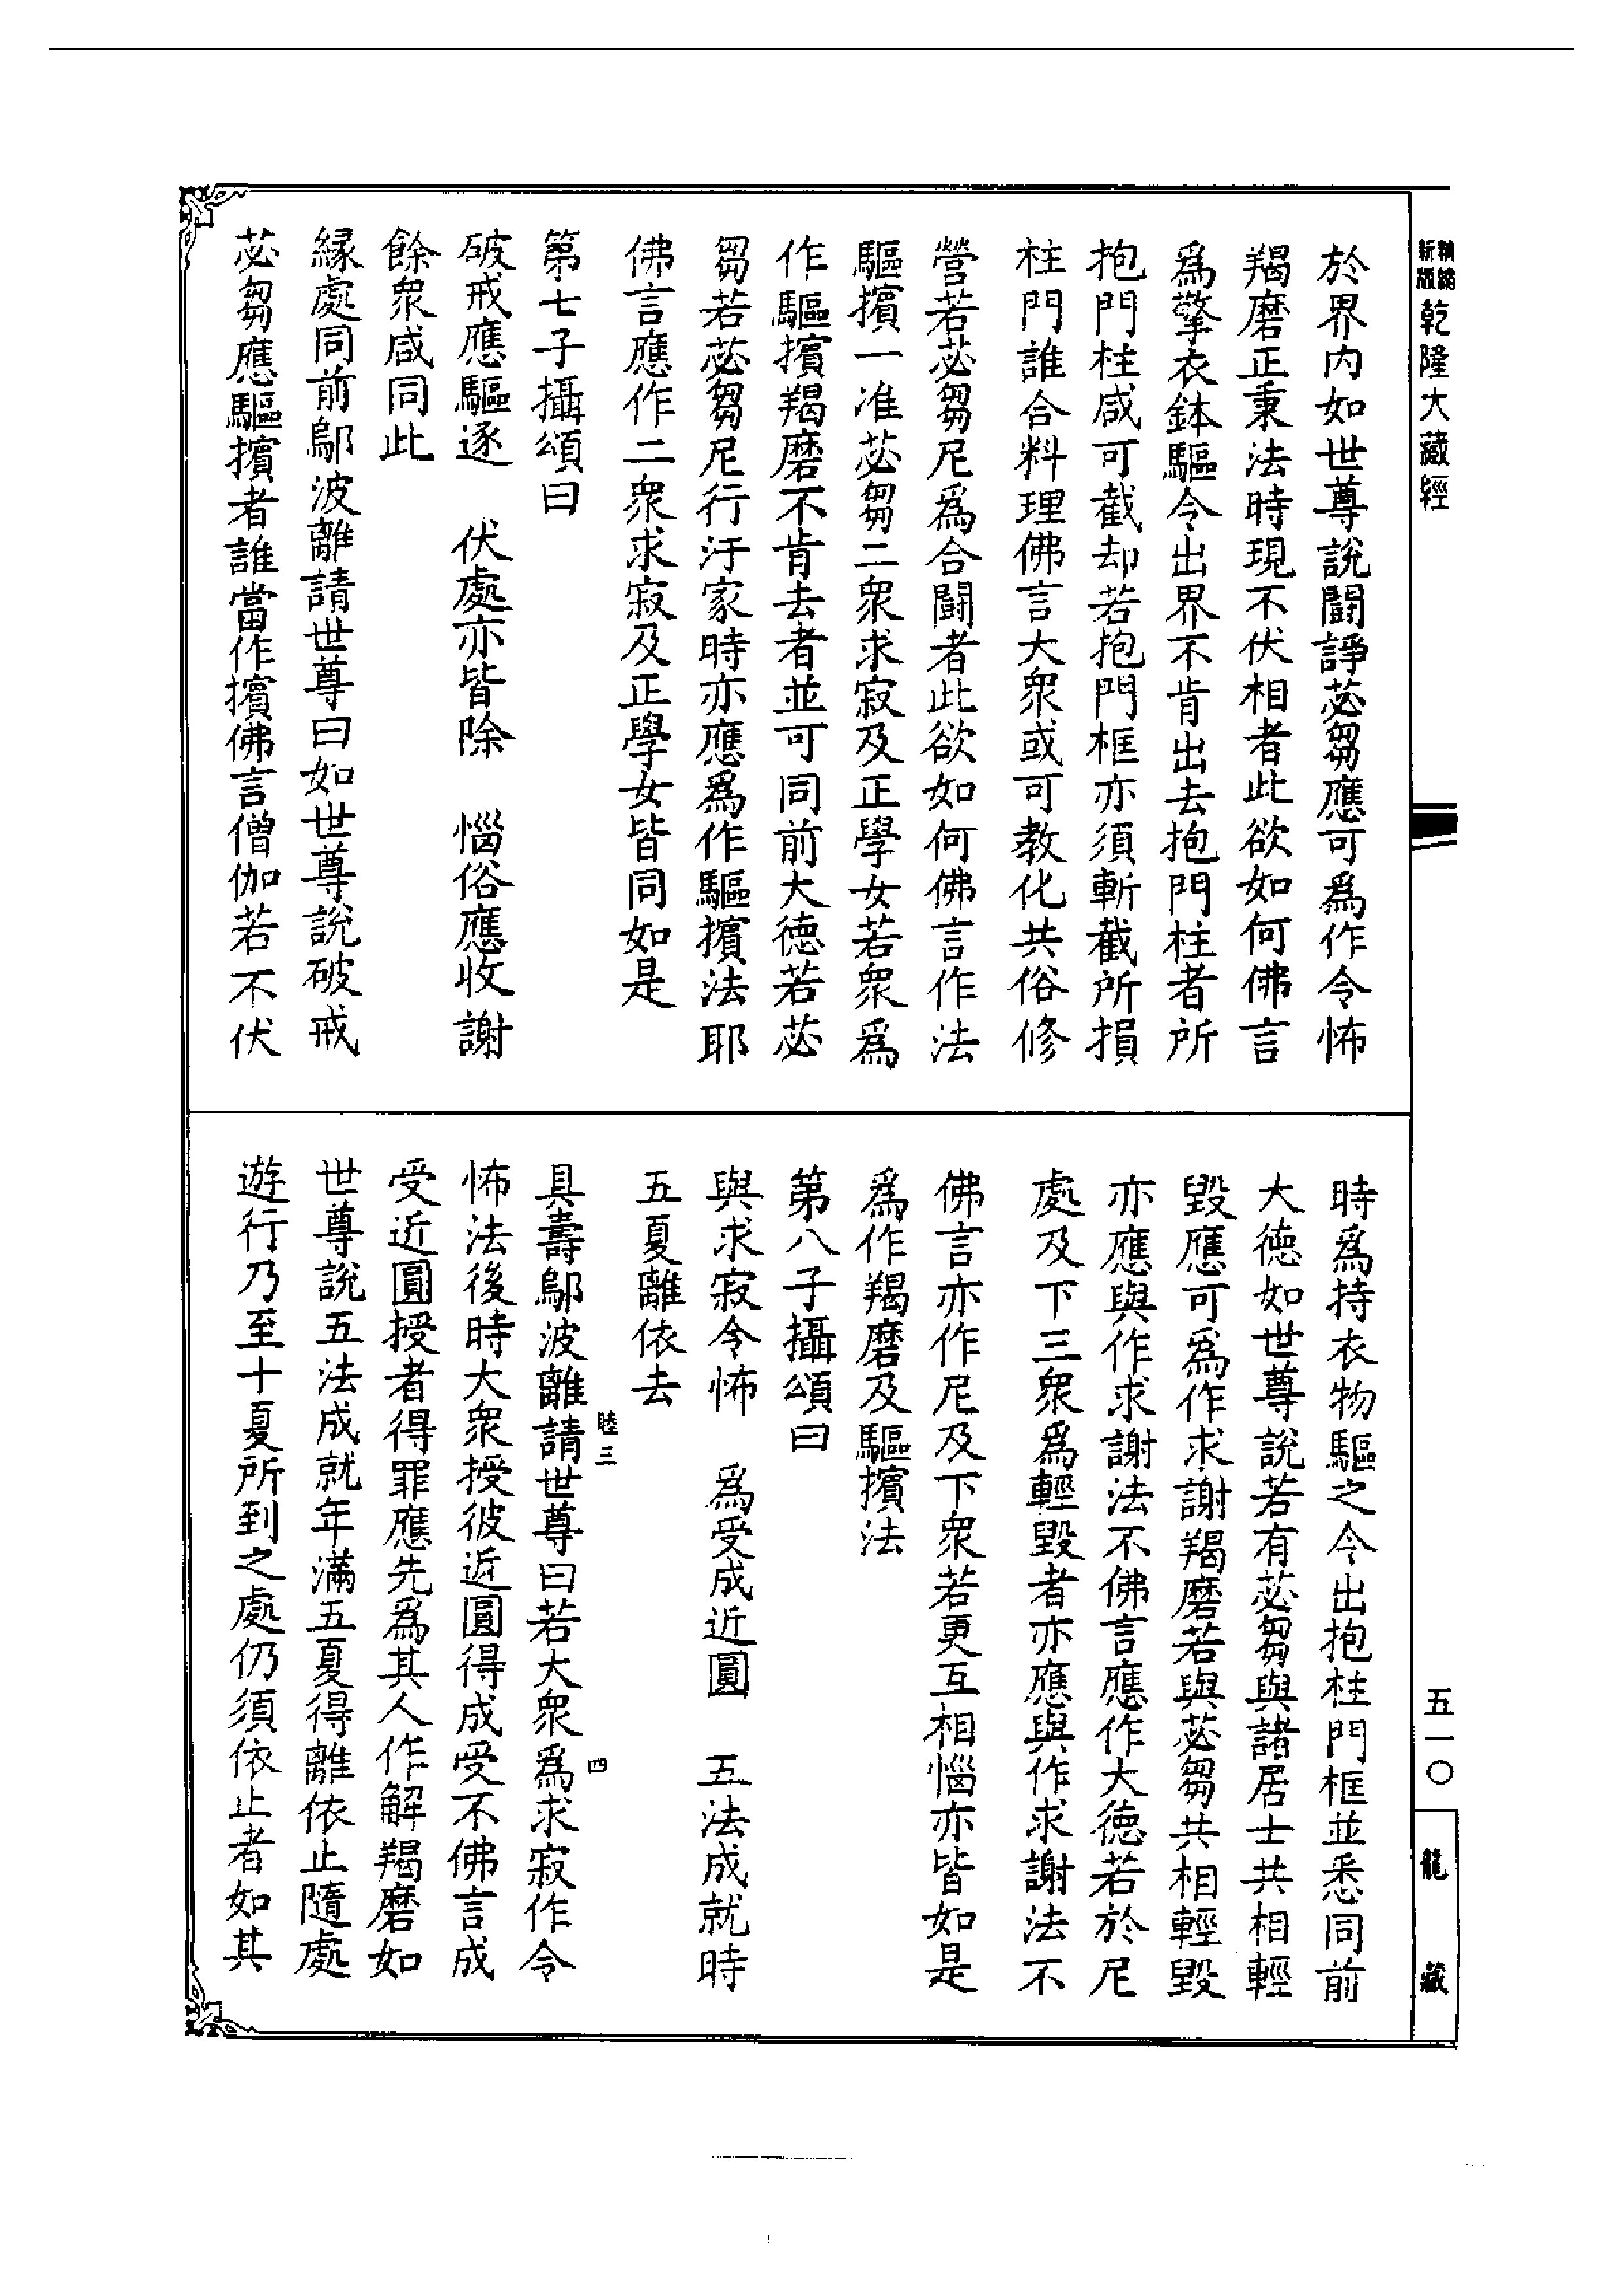 精縮
新版
乾隆大藏經
於界内如世尊說鬬諍苾芻應可爲作令怖
羯磨正秉法時現不伏相者此欲如何佛言
爲擎衣鉢驅令出界不肯出去抱門柱者所
抱門柱咸可截却若抱門框亦須斬截所損
柱門誰合料理佛言大衆或可教化共俗修
營若苾芻尼爲合鬬者此欲如何佛言作法
驅擯一准苾芻二衆求寂及正學女若衆爲
作驅擯羯磨不肯去者並可同前大德若苾
芻若苾芻尼行汙家時亦應爲作驅擯法耶
佛言應作二衆求寂及正學女皆同如是
第七子攝頌曰
破戒應驅逐 伏處亦皆除 惱俗應收謝
餘衆咸同此
緣處同前鄔波離請世尊曰如世尊說破戒
苾芻應驅擯者誰當作擯佛言僧伽若不伏
時爲持衣物驅之令出抱柱門框並悉同前
大德如世尊說若有苾芻與諸居士共相輕
毀應可爲作求謝羯磨若與苾芻共相輕毀
亦應與作求謝法不佛言應作大德若於尼
處及下三衆爲輕毀者亦應與作求謝法不
佛言亦作尼及下衆若更互相惱亦皆如是
爲作羯磨及驅擯法
第八子攝頌曰
與求寂令怖 爲受成近圓 五法成就時
五夏離依去
睦三 四
具壽鄔波離請世尊曰若大衆爲求寂作令
怖法後時大衆授彼近圓得成受不佛言成
受近圓授者得罪應先爲其人作解羯磨如
世尊說五法成就年滿五夏得離依止隨處
遊行乃至十夏所到之處仍須依止者如其
五一〇
龍藏